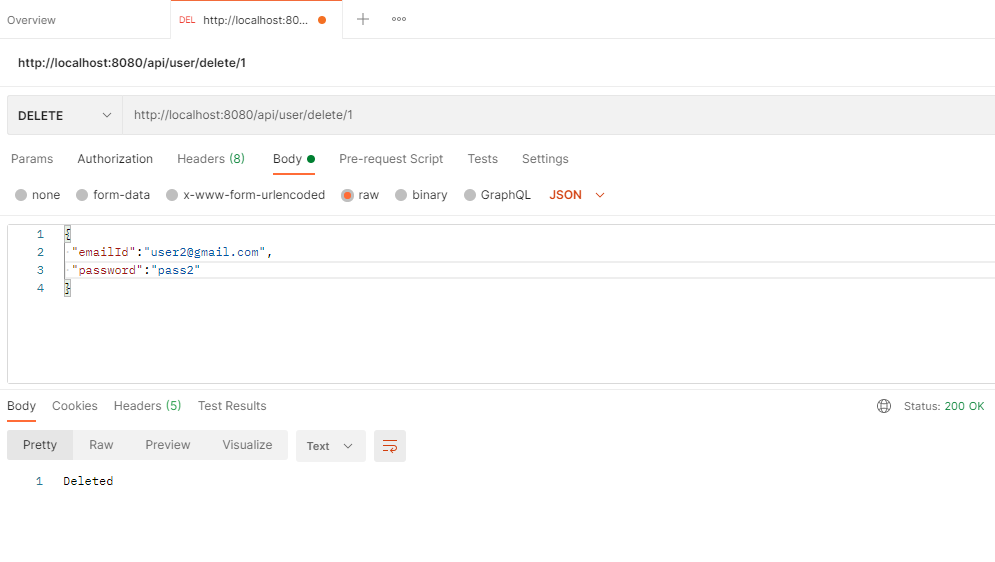 Overview
DEL http://localhost:80...
http://localhost:8080/api/user/delete/1
DELETE http://localhost:8080/api/user/delete/1
Params Authorization Headers (8) Body Pre-request Script Tests Settings
none form-data x-www-form-urlencoded raw binary GraphQL JSON
1 {
2 "emailId":"user2@gmail.com",
3 "password":"pass2"
4 }
Body Cookies Headers (5) Test Results Status: 200 OK
Pretty Raw Preview Visualize Text
1 Deleted